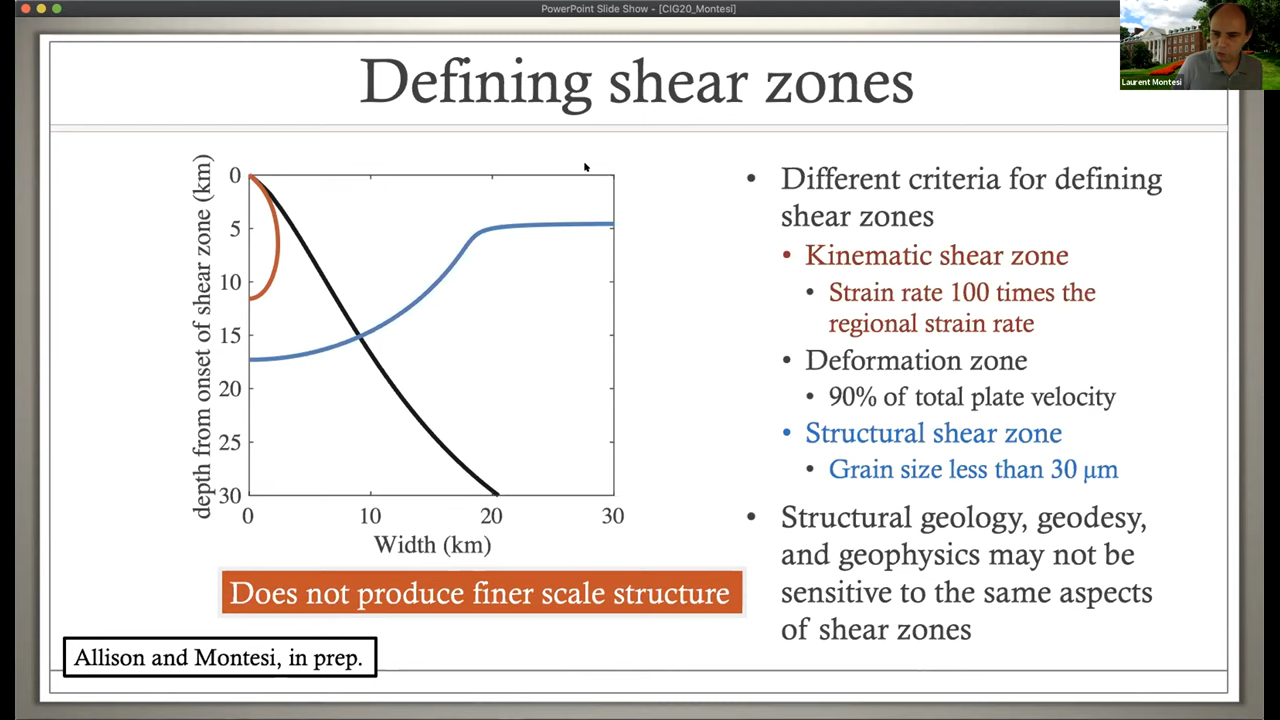 PowerPoint Slide Show - [CIG20_Montesi]
Laurent Montesi
Defining shear zones
depth from onset of shear zone (km)
0
5
10
15
20
25
30
0
10
20
30
Width (km)
Does not produce finer scale structure
Allison and Montesi, in prep.
• Different criteria for defining
shear zones
• Kinematic shear zone
• Strain rate 100 times the
regional strain rate
• Deformation zone
• 90% of total plate velocity
• Structural shear zone
• Grain size less than 30 μm
• Structural geology, geodesy,
and geophysics may not be
sensitive to the same aspects
of shear zones